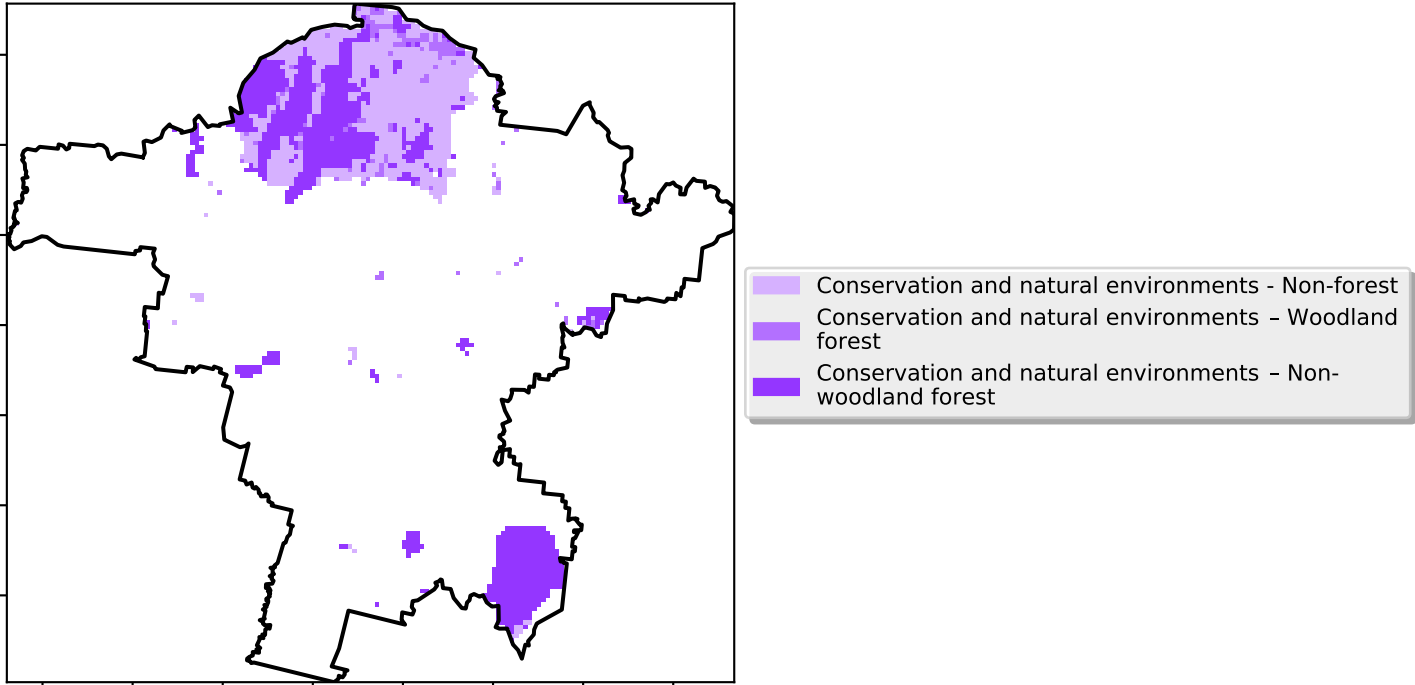 Conservation and natural environments - Non-forest
Conservation and natural environments – Woodland
forest
Conservation and natural environments – Non-
woodland forest